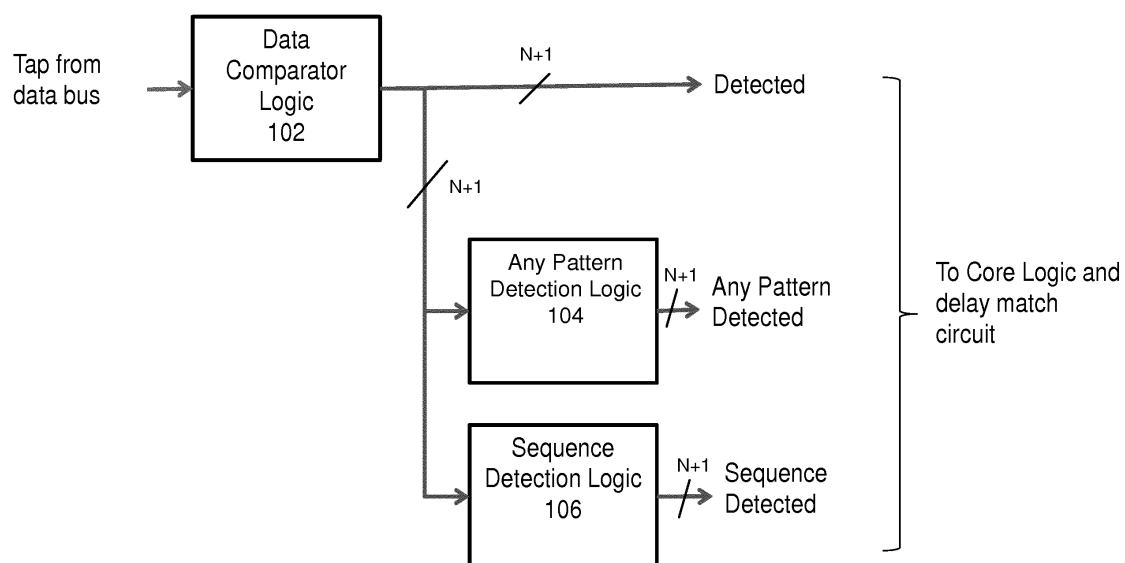 Tap from
data bus
Data
Comparator
Logic
102
N+1
Detected
N+1
Any Pattern
Detection Logic
104
N+1
Any Pattern
Detected
Sequence
Detection Logic
106
N+1
Sequence
Detected
To Core Logic and
delay match
circuit